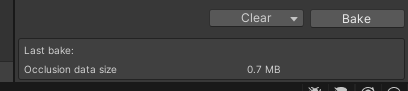 Clear Bake
Last bake:
Occlusion data size 0.7 MB